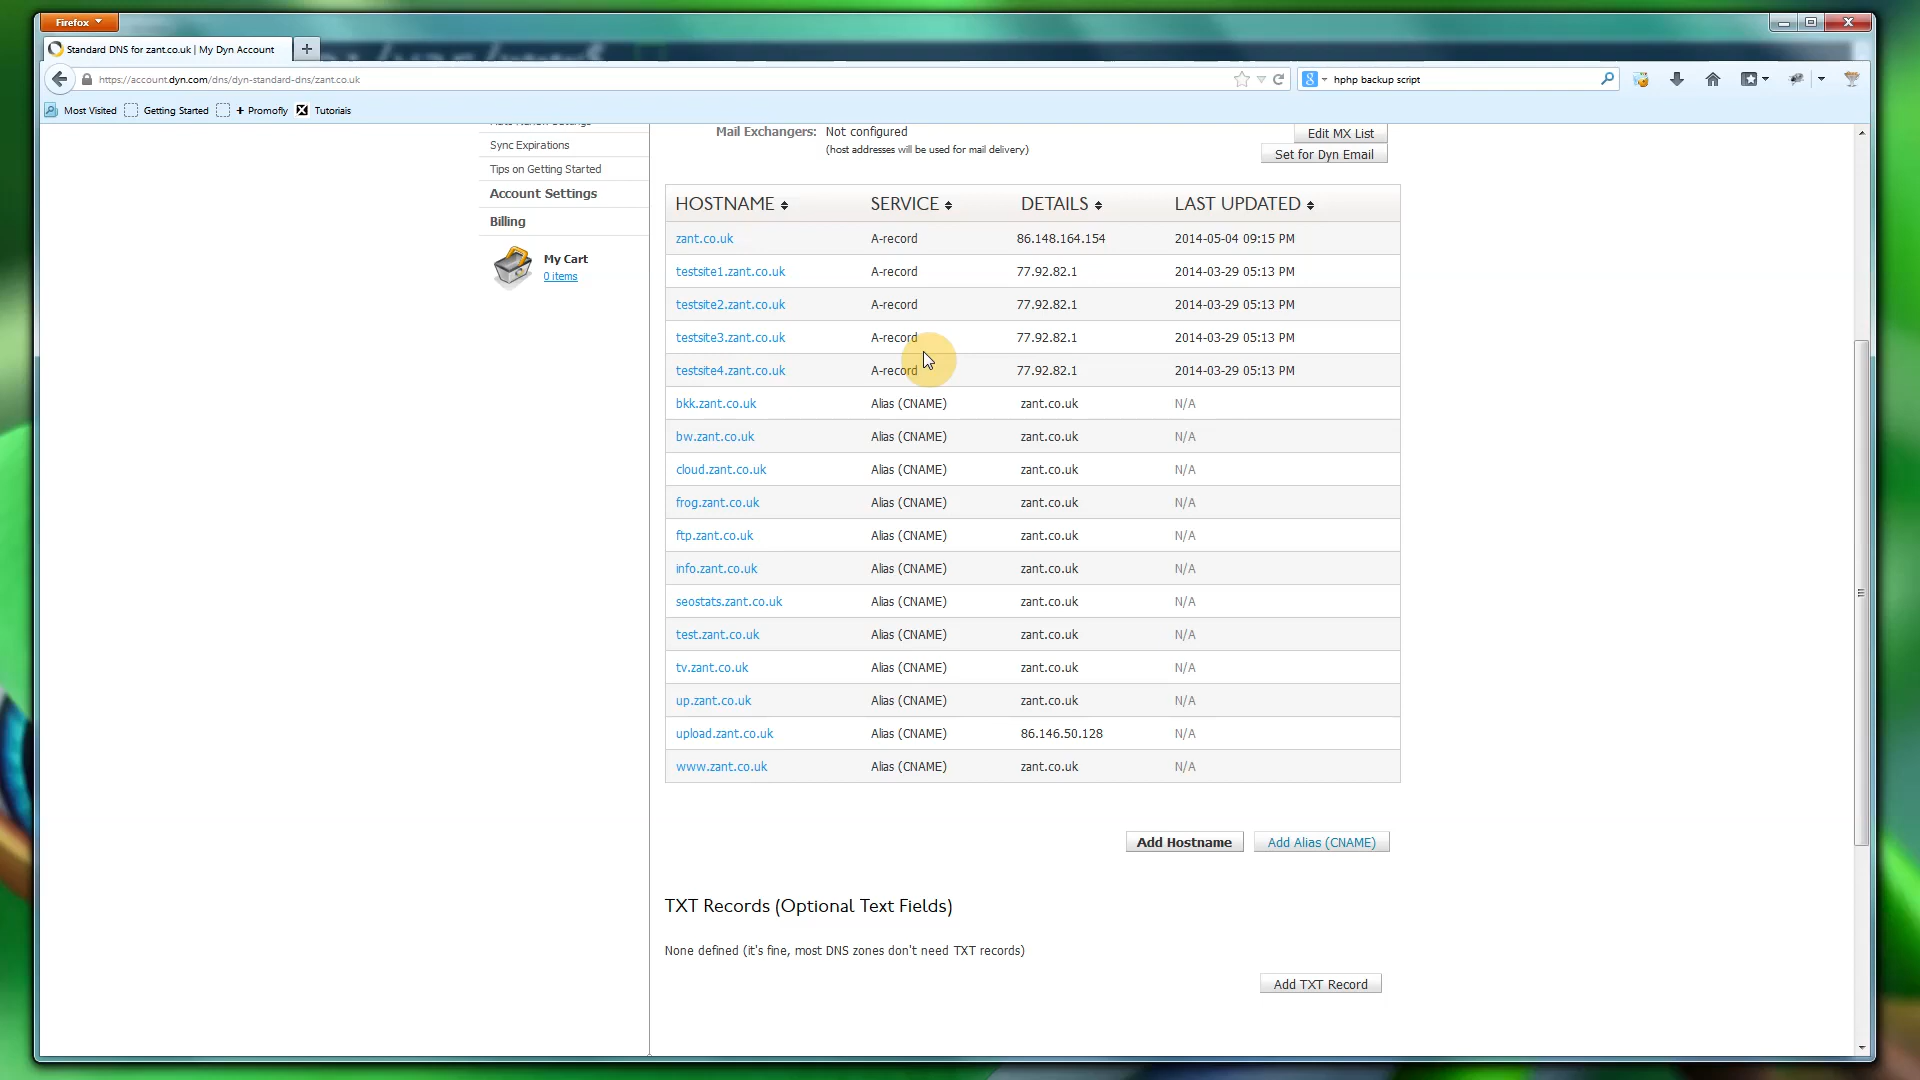 Firefox
Standard DNS for zant.co.uk | My Dyn Account
https://account.dyn.com/dns/dyn-standard-dns/zant.co.uk
hphp backup script
Most Visited Getting Started + Promofly Tutorials
Mail Exchangers: Not configured
(host addresses will be used for mail delivery)
Edit MX List
Set for Dyn Email
Sync Expirations
Tips on Getting Started
Account Settings
Billing
My Cart
0 items
HOSTNAME SERVICE DETAILS LAST UPDATED
zant.co.uk A-record 86.148.164.154 2014-05-04 09:15 PM
testsite1.zant.co.uk A-record 77.92.82.1 2014-03-29 05:13 PM
testsite2.zant.co.uk A-record 77.92.82.1 2014-03-29 05:13 PM
testsite3.zant.co.uk A-record 77.92.82.1 2014-03-29 05:13 PM
testsite4.zant.co.uk A-record 77.92.82.1 2014-03-29 05:13 PM
bkk.zant.co.uk Alias (CNAME) zant.co.uk N/A
bw.zant.co.uk Alias (CNAME) zant.co.uk N/A
cloud.zant.co.uk Alias (CNAME) zant.co.uk N/A
frog.zant.co.uk Alias (CNAME) zant.co.uk N/A
ftp.zant.co.uk Alias (CNAME) zant.co.uk N/A
info.zant.co.uk Alias (CNAME) zant.co.uk N/A
seostats.zant.co.uk Alias (CNAME) zant.co.uk N/A
test.zant.co.uk Alias (CNAME) zant.co.uk N/A
tv.zant.co.uk Alias (CNAME) zant.co.uk N/A
up.zant.co.uk Alias (CNAME) zant.co.uk N/A
upload.zant.co.uk Alias (CNAME) 86.146.50.128 N/A
www.zant.co.uk Alias (CNAME) zant.co.uk N/A
Add Hostname Add Alias (CNAME)
TXT Records (Optional Text Fields)
None defined (it's fine, most DNS zones don't need TXT records)
Add TXT Record